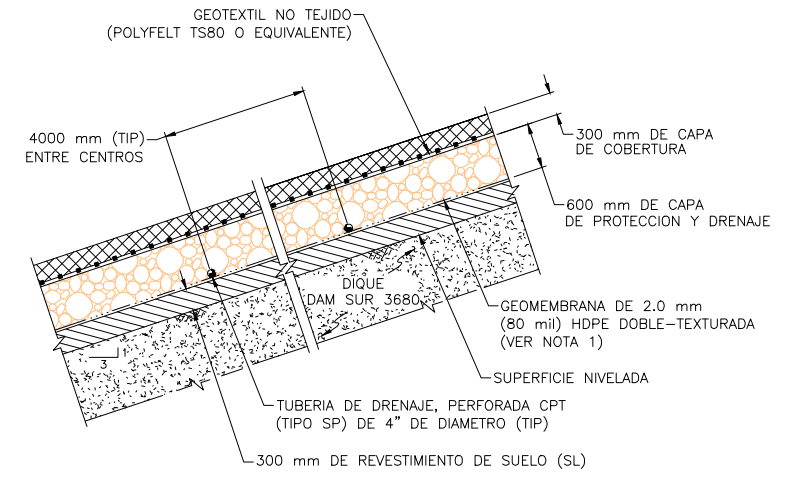 GEOTEXTIL NO TEJIDO
(POLYFELT TS80 O EQUIVALENTE)
4000 mm (TIP)
ENTRE CENTROS
300 mm DE CAPA
DE COBERTURA
600 mm DE CAPA
DE PROTECCION Y DRENAJE
DIQUE
DAM SUR 3680
GEOMEMBRANA DE 2.0 mm
(80 mil) HDPE DOBLE-TEXTURADA
(VER NOTA 1)
3
SUPERFICIE NIVELADA
TUBERIA DE DRENAJE, PERFORADA CPT
(TIPO SP) DE 4” DE DIAMETRO (TIP)
300 mm DE REVESTIMIENTO DE SUELO (SL)